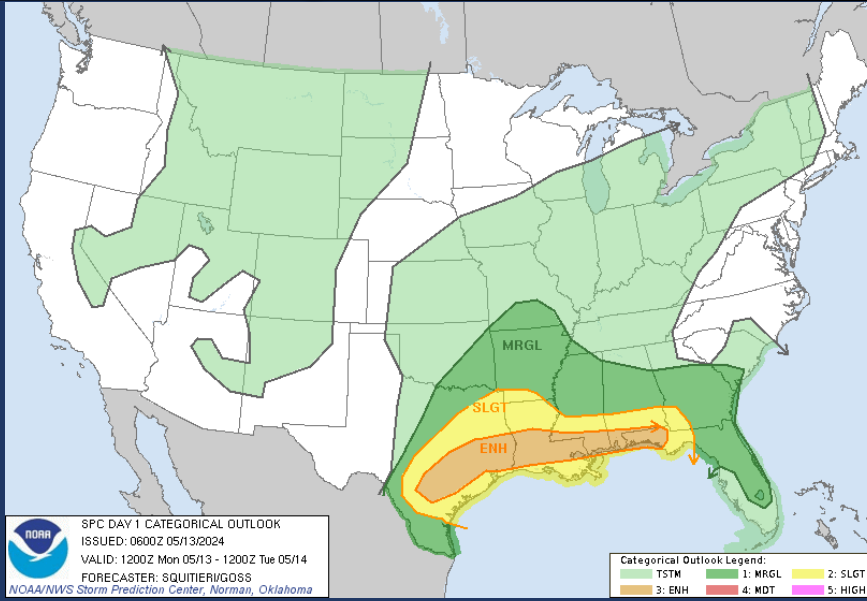 MRGL
SLGT
ENH
NOAA
SPC DAY 1 CATEGORICAL OUTLOOK
ISSUED: 0600Z 05/13/2024
VALID: 1200Z Mon 05/13 - 1200Z Tue 05/14
FORECASTER: SQUITIERI/GOSS
NOAA/NWS Storm Prediction Center, Norman, Oklahoma
Categorical Outlook Legend:
TSTM 1: MRGL 2: SLGT
3: ENH 4: MDT 5: HIGH